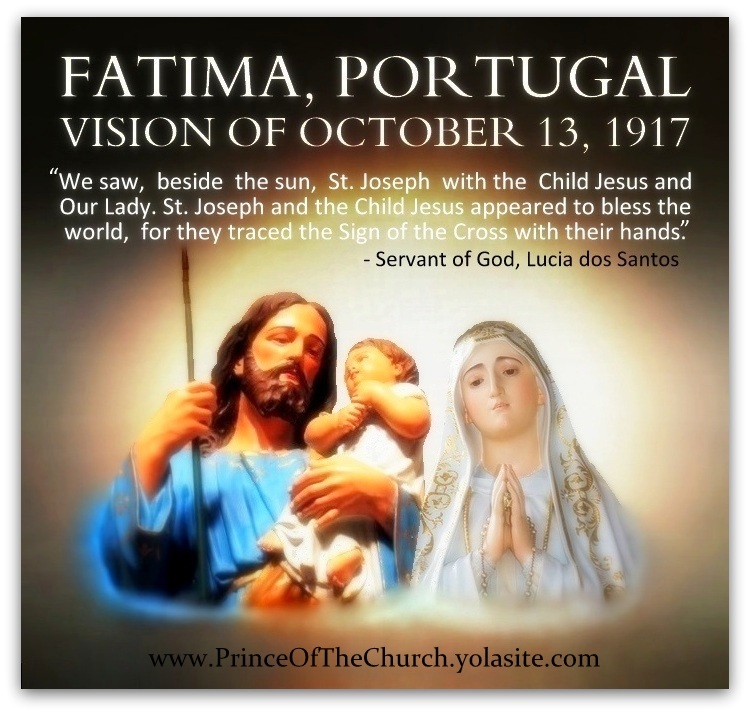 FATIMA, PORTUGAL
VISION OF OCTOBER 13, 1917
“We saw, beside the sun, St. Joseph with the Child Jesus and
Our Lady. St. Joseph and the Child Jesus appeared to bless the
world, for they traced the Sign of the Cross with their hands.”
- Servant of God, Lucia dos Santos
www.PrinceOfTheChurch.yolasite.com